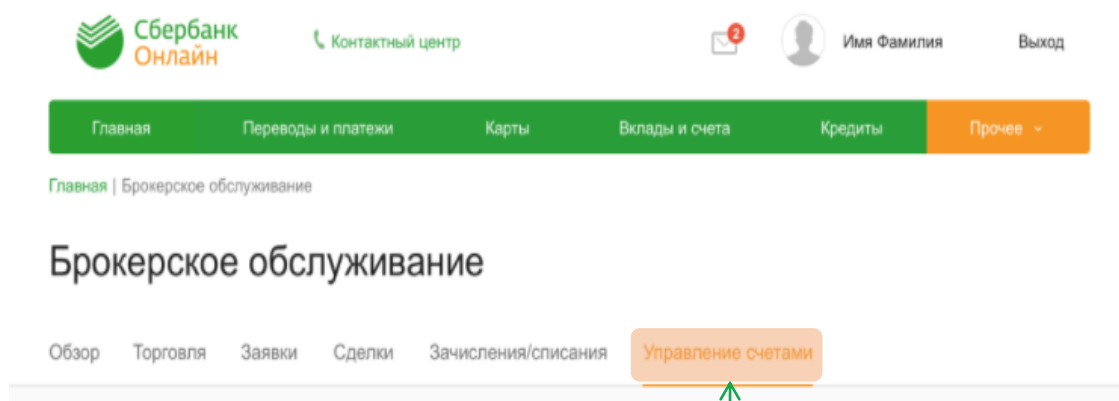 Сбербанк
Онлайн
Контактный центр
2
Имя Фамилия
Выход
Главная Переводы и платежи Карты Вклады и счета Кредиты Прочее
Главная | Брокерское обслуживание
Брокерское обслуживание
Обзор Торговля Заявки Сделки Зачисления/списания Управление счетами